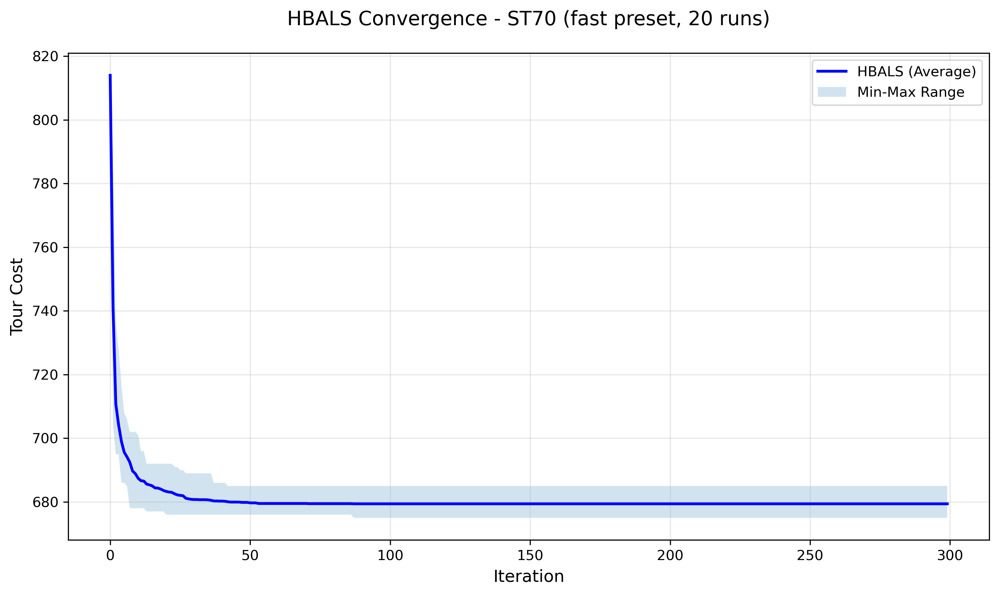 HBALS Convergence - ST70 (fast preset, 20 runs)
820
800
780
760
740
720
700
680
Tour Cost
HBALS (Average)
Min-Max Range
0 50 100 150 200 250 300
Iteration